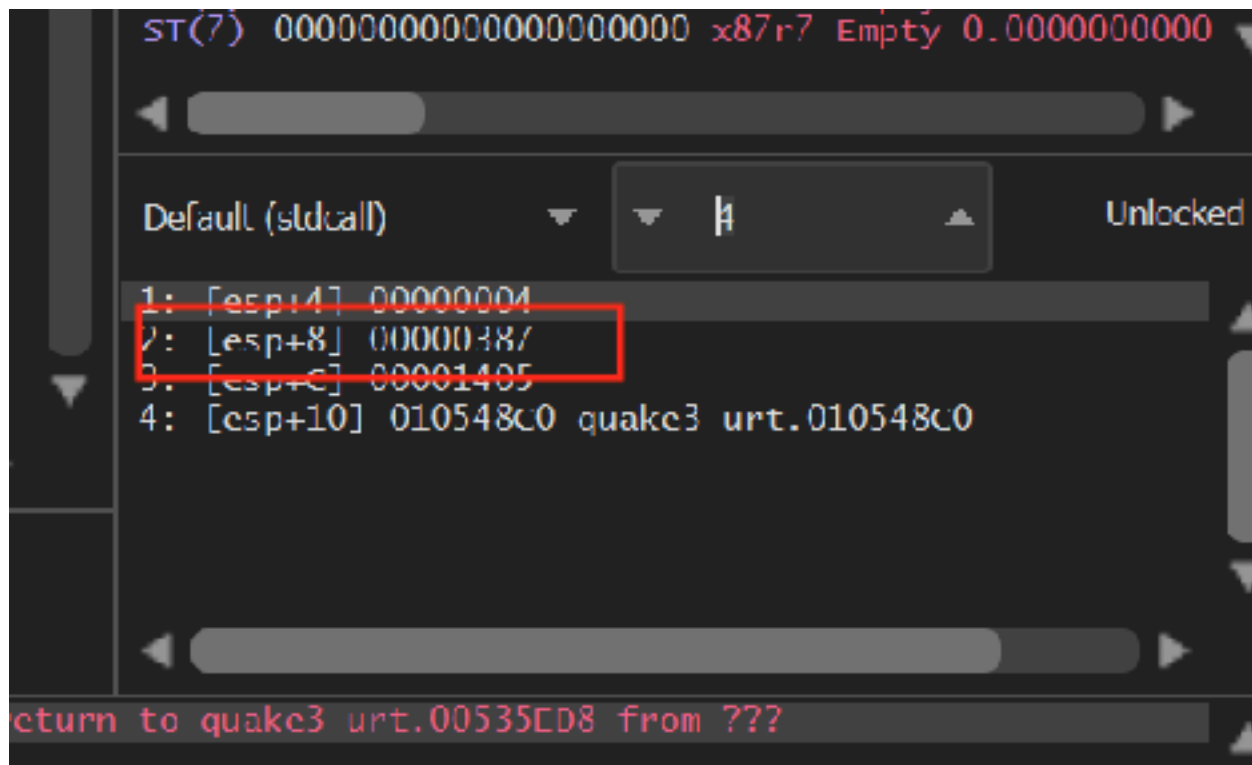 ST(7) 00000000000000000000 x87r7 Empty 0.0000000000
Default (stdcall) 4 Unlocked
1: [esp+4] 00000004
2: [esp+8] 00000387
3: [esp+C] 00001405
4: [esp+10] 010548C0 quake3 urt.010548C0
return to quake3 urt.00535ED8 from ???